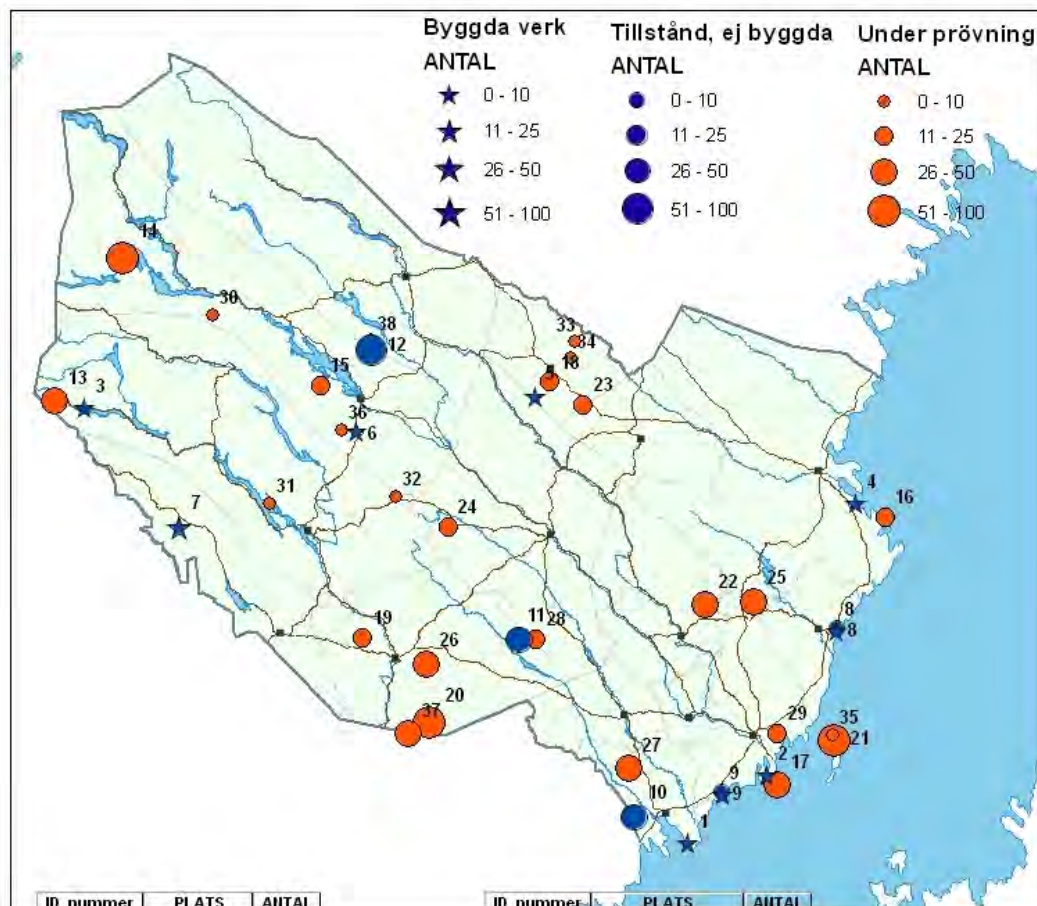 Byggda verk
ANTAL
0 - 10
11 - 25
26 - 50
51 - 100
Tillstånd, ej byggda
ANTAL
0 - 10
11 - 25
26 - 50
51 - 100
Under prövning
ANTAL
0 - 10
11 - 25
26 - 50
51 - 100
14
30
38
12
33
34
18
5
23
15
13
3
36
6
31
32
7
24
4
16
22
25
8
8
19
11
28
26
20
37
29
35
21
2
17
27
9
9
10
1
ID_nummer PLATS ANTAL
ID_nummer PLATS ANTAL